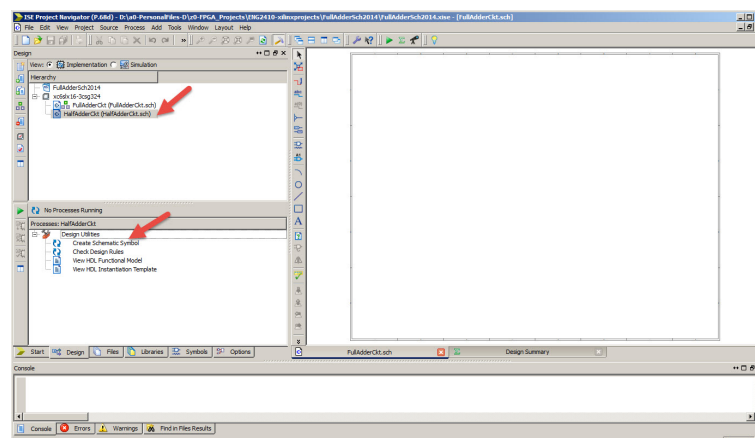 ISE Project Navigator (P.68d) - D:\a0-PersonalFiles-D\z0-FPGA_Projects\ENG2410-xilinxprojects\FullAdderSch2014\FullAdderSch2014.xise - [FullAdderCkt.sch]
File Edit View Project Source Process Add Tools Window Layout Help
Design
View: Implementation Simulation
Hierarchy
FullAdderSch2014
xc6slx16-3csg324
FullAdderCkt (FullAdderCkt.sch)
HalfAdderCkt (HalfAdderCkt.sch)
No Processes Running
Processes: HalfAdderCkt
Design Utilities
Create Schematic Symbol
Check Design Rules
View HDL Functional Model
View HDL Instantiation Template
Start Design Files Libraries Symbols Options
FullAdderCkt.sch Design Summary
Console
Console Errors Warnings Find in Files Results